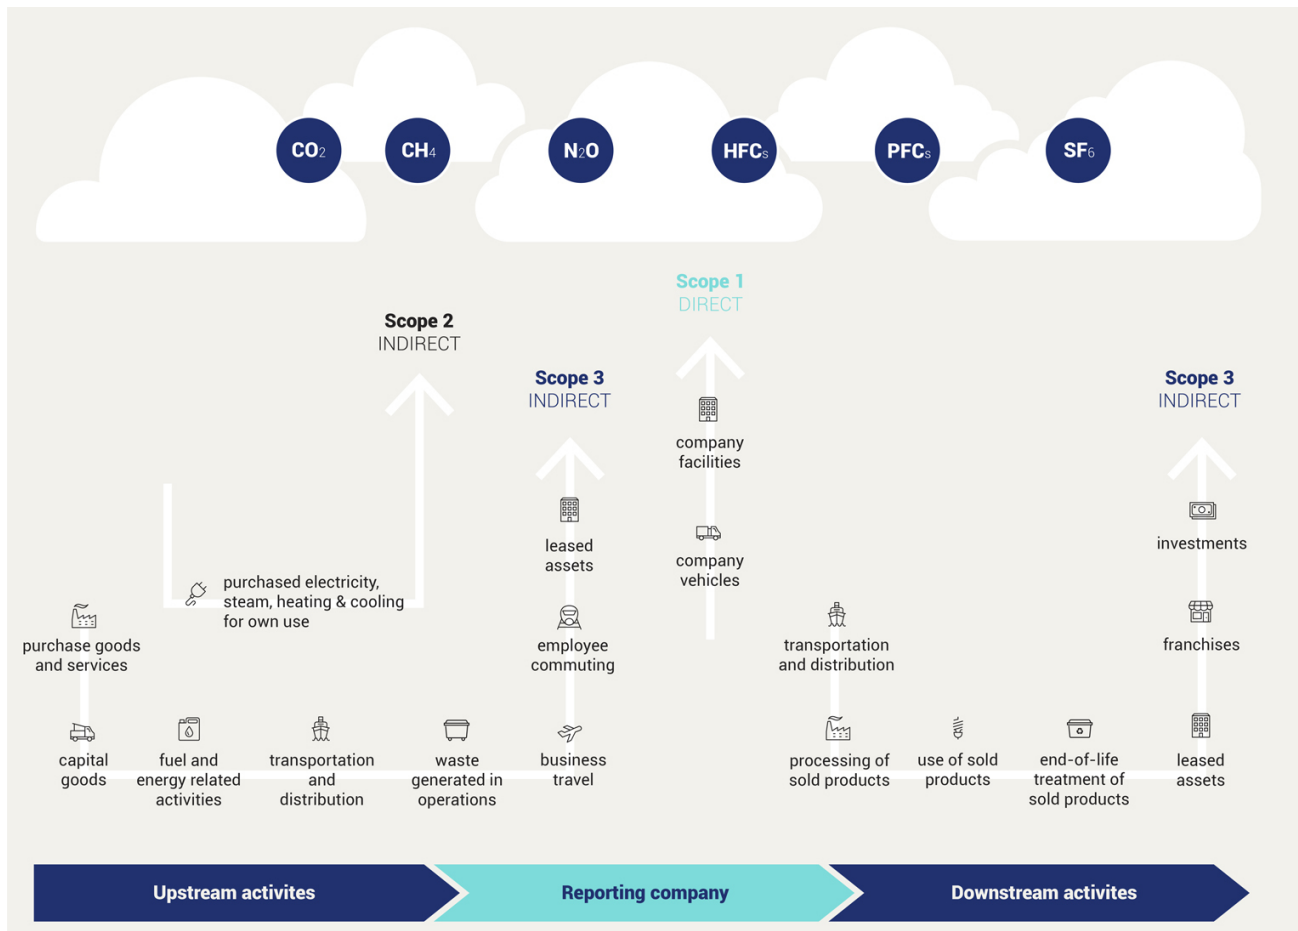 CO2
CH4
N2O
HFCs
PFCs
SF6
Scope 1
DIRECT
Scope 2
INDIRECT
Scope 3
INDIRECT
Scope 3
INDIRECT
company
facilities
company
vehicles
purchased electricity,
steam, heating & cooling
for own use
purchase goods
and services
capital
goods
fuel and
energy related
activities
transportation
and
distribution
waste
generated in
operations
business
travel
employee
commuting
leased
assets
transportation
and distribution
processing of
sold products
use of sold
products
end-of-life
treatment of
sold products
leased
assets
franchises
investments
Upstream activites
Reporting company
Downstream activites